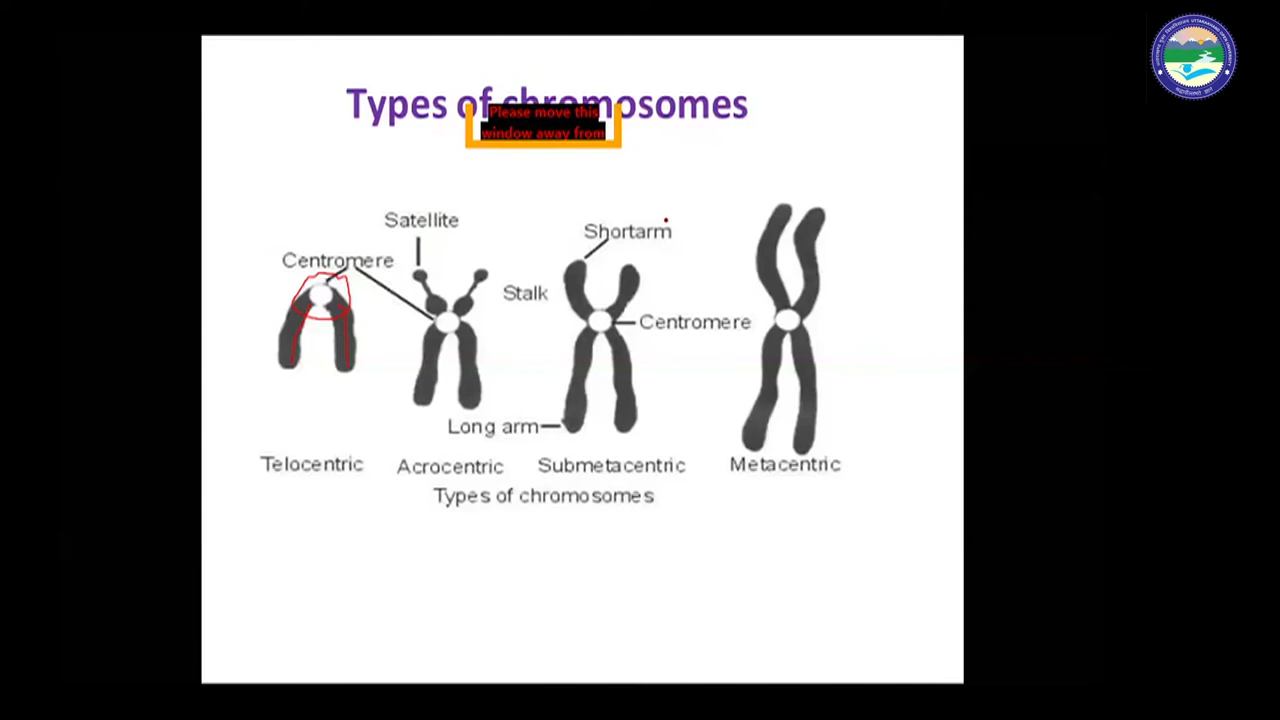 Types of chromosomes
Please move this
window away from
Satellite
Shortarm
Centromere
Stalk
Centromere
Long arm
Telocentric
Acrocentric
Submetacentric
Metacentric
Types of chromosomes